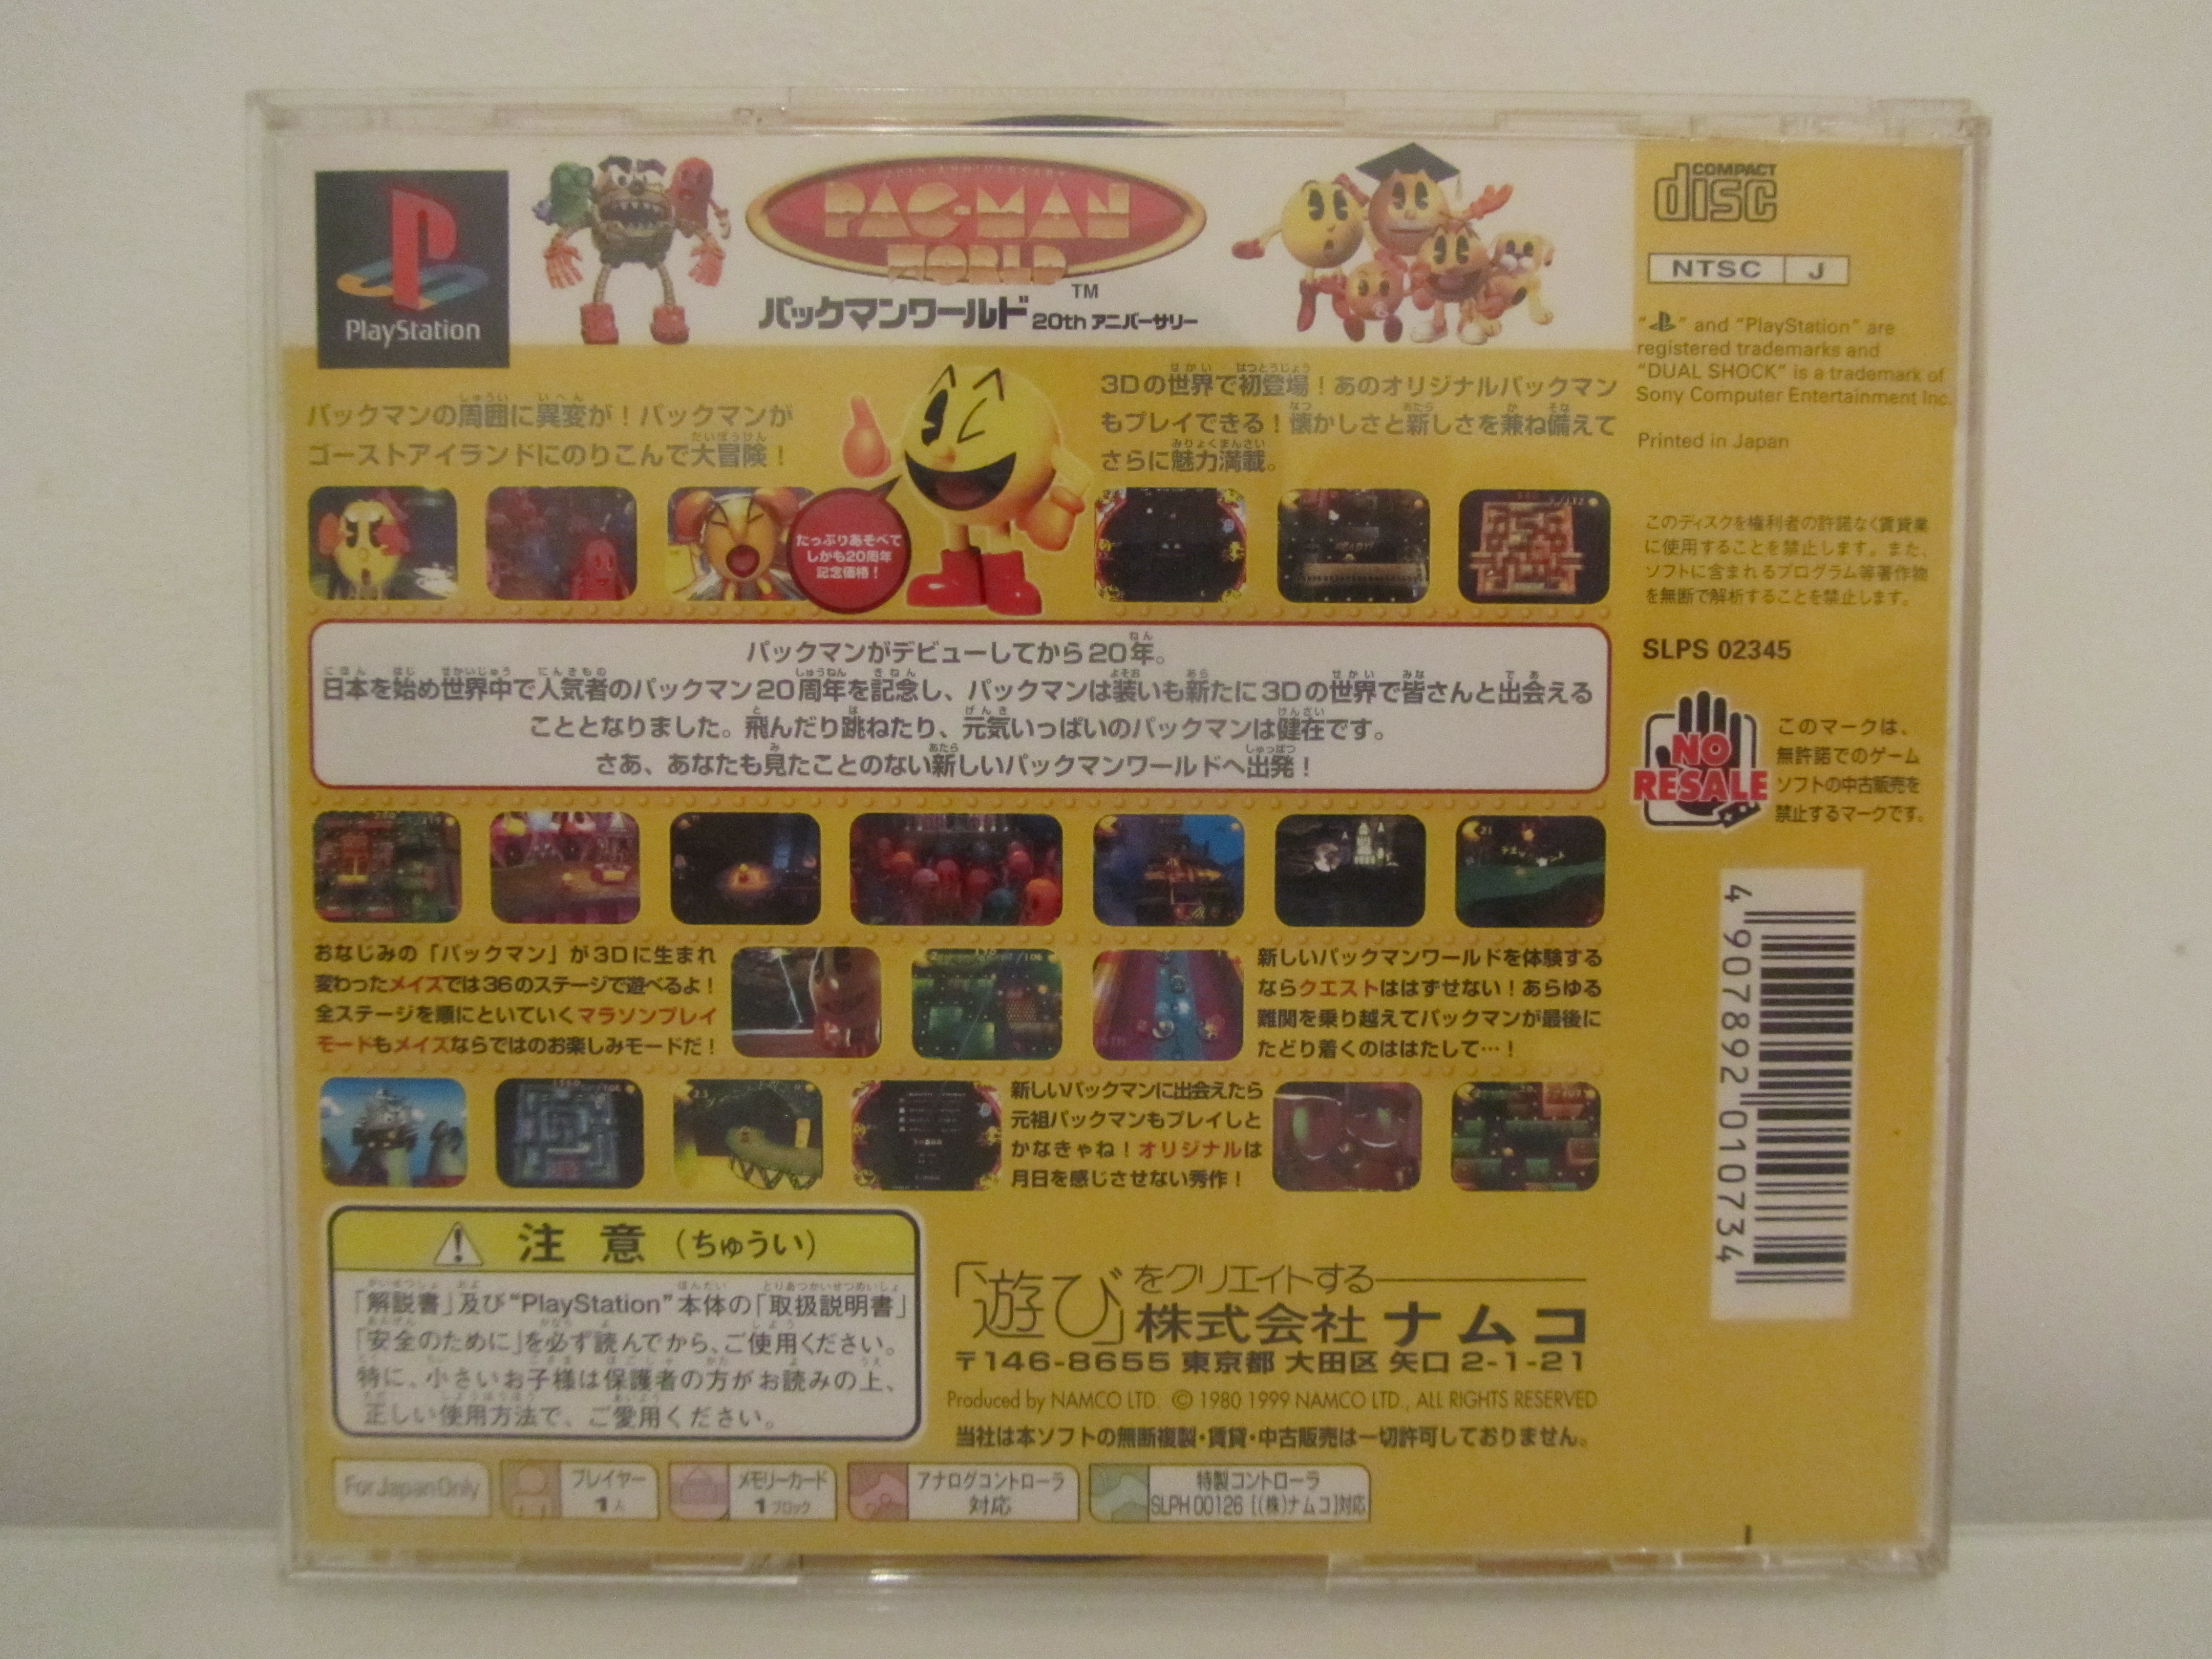 PlayStation
20TH ANNIVERSARY
PAC-MAN
WORLD
TM
パックマンワールド 20th アニバーサリー
パックマンの周囲に異変が！パックマンが
ゴーストアイランドにのりこんで大冒険！
たっぷりあそべて
しかも20周年
記念価格！
3Dの世界で初登場！あのオリジナルパックマン
もプレイできる！懐かしさと新しさを兼ね備えて
さらに魅力満載。
パックマンがデビューしてから20年。
日本を始め世界中で人気者のパックマン20周年を記念し、パックマンは装いも新たに3Dの世界で皆さんと出会える
こととなりました。飛んだり跳ねたり、元気いっぱいのパックマンは健在です。
さあ、あなたも見たことのない新しいパックマンワールドへ出発！
おなじみの「パックマン」が3Dに生まれ
変わったメイズでは36のステージで遊べるよ！
全ステージを順にといていくマラソンプレイ
モードもメイズならではのお楽しみモードだ！
新しいパックマンワールドを体験する
ならクエストははずせない！あらゆる
難関を乗り越えてパックマンが最後に
たどり着くのははたして…！
新しいパックマンに出会えたら
元祖パックマンもプレイしと
かなきゃね！オリジナルは
月日を感じさせない秀作！
注 意 （ちゅうい）
「解説書」及び“PlayStation”本体の「取扱説明書」
「安全のために」を必ず読んでから、ご使用ください。
特に、小さいお子様は保護者の方がお読みの上、
正しい使用方法で、ご愛用ください。
「遊び」をクリエイトする
株式会社 ナムコ
〒146-8655 東京都 大田区 矢口 2-1-21
Produced by NAMCO LTD. © 1980 1999 NAMCO LTD., ALL RIGHTS RESERVED
当社は本ソフトの無断複製・賃貸・中古販売は一切許可しておりません。
For Japan Only
プレイヤー
1人
メモリーカード
1ブロック
アナログコントローラ
対応
特製コントローラ
SLPH 00126 [(株)ナムコ]対応
COMPACT
disc
NTSC J
“ ” and “PlayStation” are
registered trademarks and
“DUAL SHOCK” is a trademark of
Sony Computer Entertainment Inc.
Printed in Japan
このディスクを権利者の許諾なく賃貸業
に使用することを禁止します。また、
ソフトに含まれるプログラム等著作物
を無断で解析することを禁止します。
SLPS 02345
NO
RESALE
このマークは、
無許諾でのゲーム
ソフトの中古販売を
禁止するマークです。
4 907892 010734